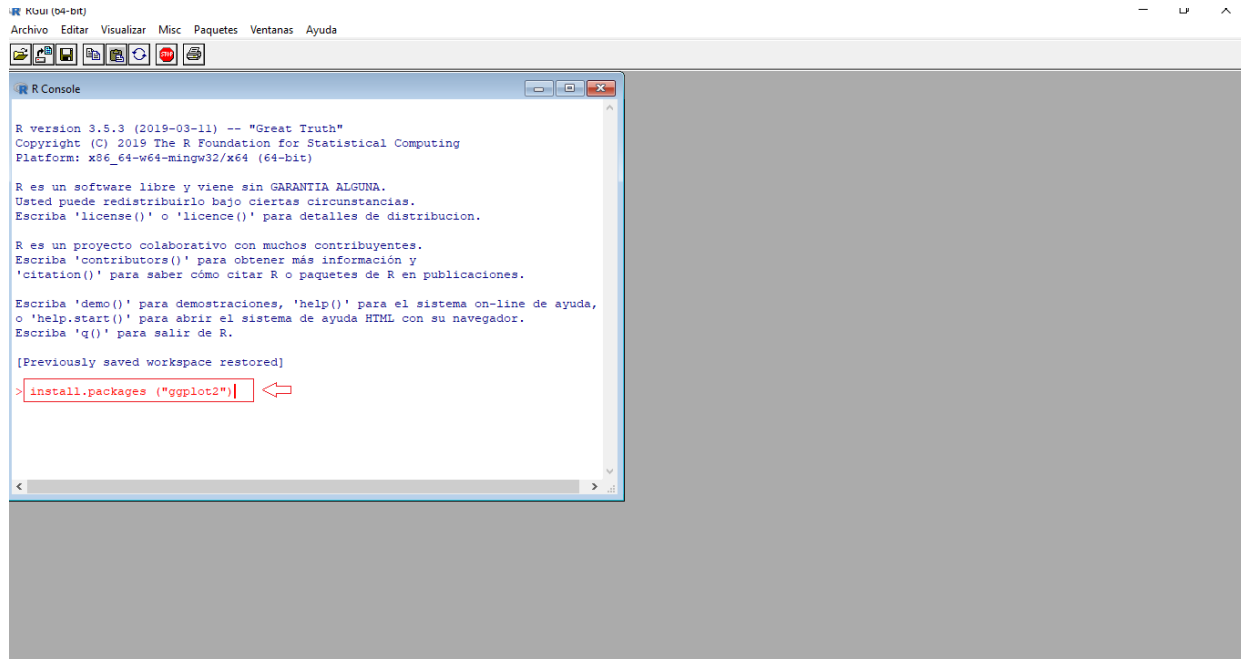 RGui (64-bit)
Archivo Editar Visualizar Misc Paquetes Ventanas Ayuda
STOP
R Console
R version 3.5.3 (2019-03-11) -- "Great Truth"
Copyright (C) 2019 The R Foundation for Statistical Computing
Platform: x86_64-w64-mingw32/x64 (64-bit)
R es un software libre y viene sin GARANTIA ALGUNA.
Usted puede redistribuirlo bajo ciertas circunstancias.
Escriba 'license()' o 'licence()' para detalles de distribucion.
R es un proyecto colaborativo con muchos contribuyentes.
Escriba 'contributors()' para obtener más información y
'citation()' para saber cómo citar R o paquetes de R en publicaciones.
Escriba 'demo()' para demostraciones, 'help()' para el sistema on-line de ayuda,
o 'help.start()' para abrir el sistema de ayuda HTML con su navegador.
Escriba 'q()' para salir de R.
[Previously saved workspace restored]
> install.packages ("ggplot2")